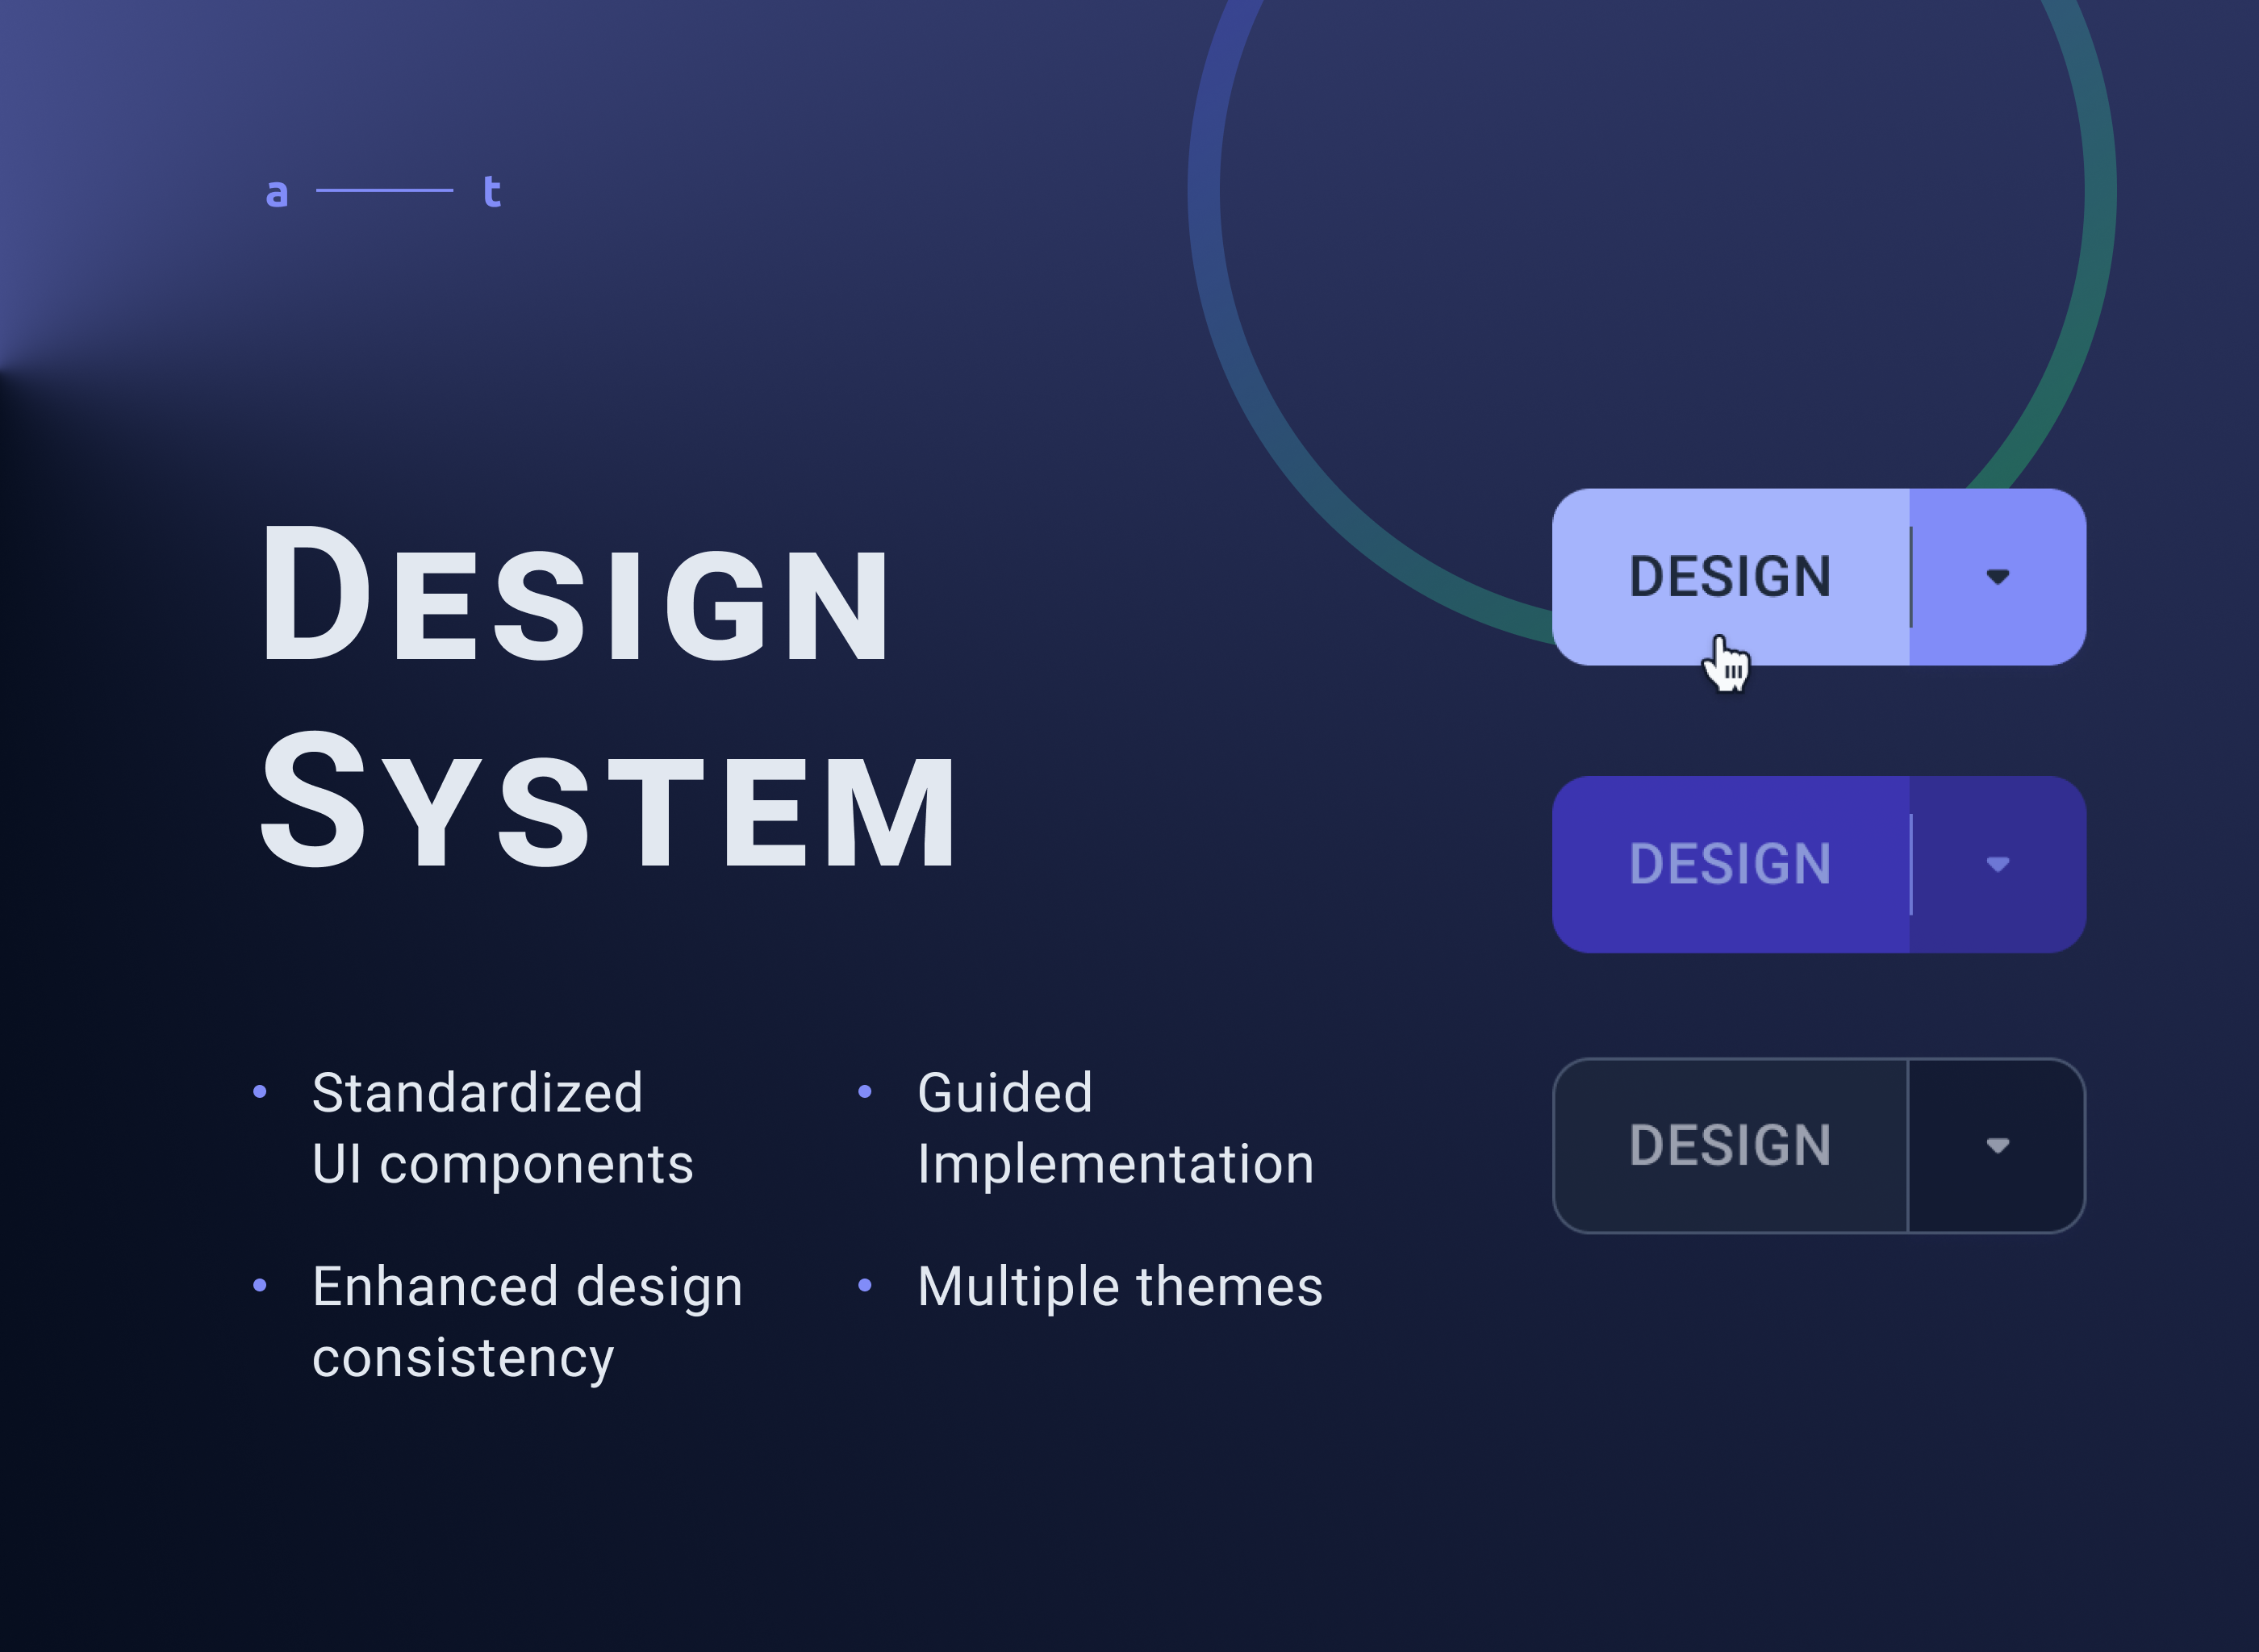 a t
DESIGN
SYSTEM
Standardized
UI components
Enhanced design
consistency
Guided
Implementation
Multiple themes
DESIGN
DESIGN
DESIGN